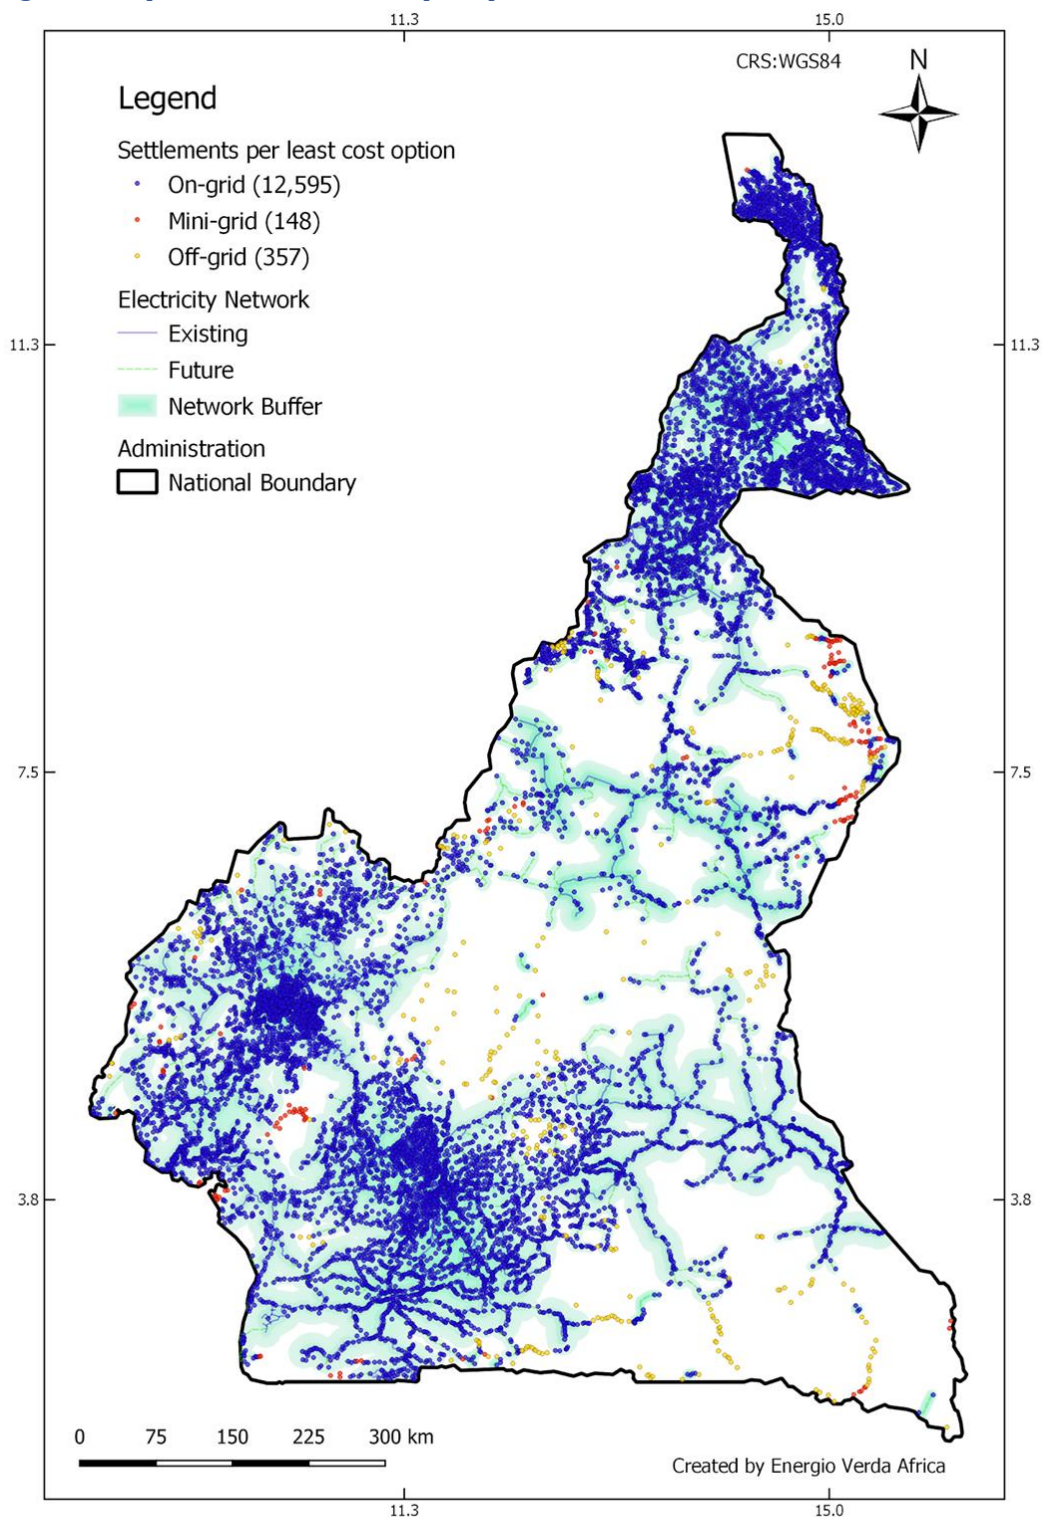 11.3 15.0
CRS:WGS84 N
Legend
Settlements per least cost option
On-grid (12,595)
Mini-grid (148)
Off-grid (357)
Electricity Network
Existing
11.3 11.3
Future
Network Buffer
Administration
National Boundary
7.5 7.5
3.8 3.8
0 75 150 225 300 km
Created by Energio Verda Africa
11.3 15.0